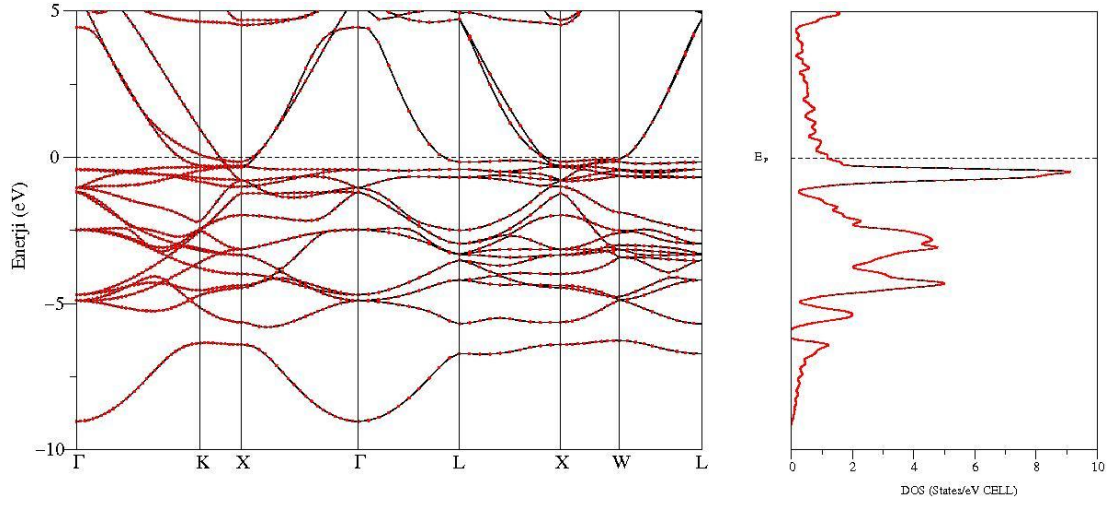 5
0
−5
−10
Enerji (eV)
Γ K X Γ L X W L
E_F
0 2 4 6 8 10
DOS (States/eV CELL)